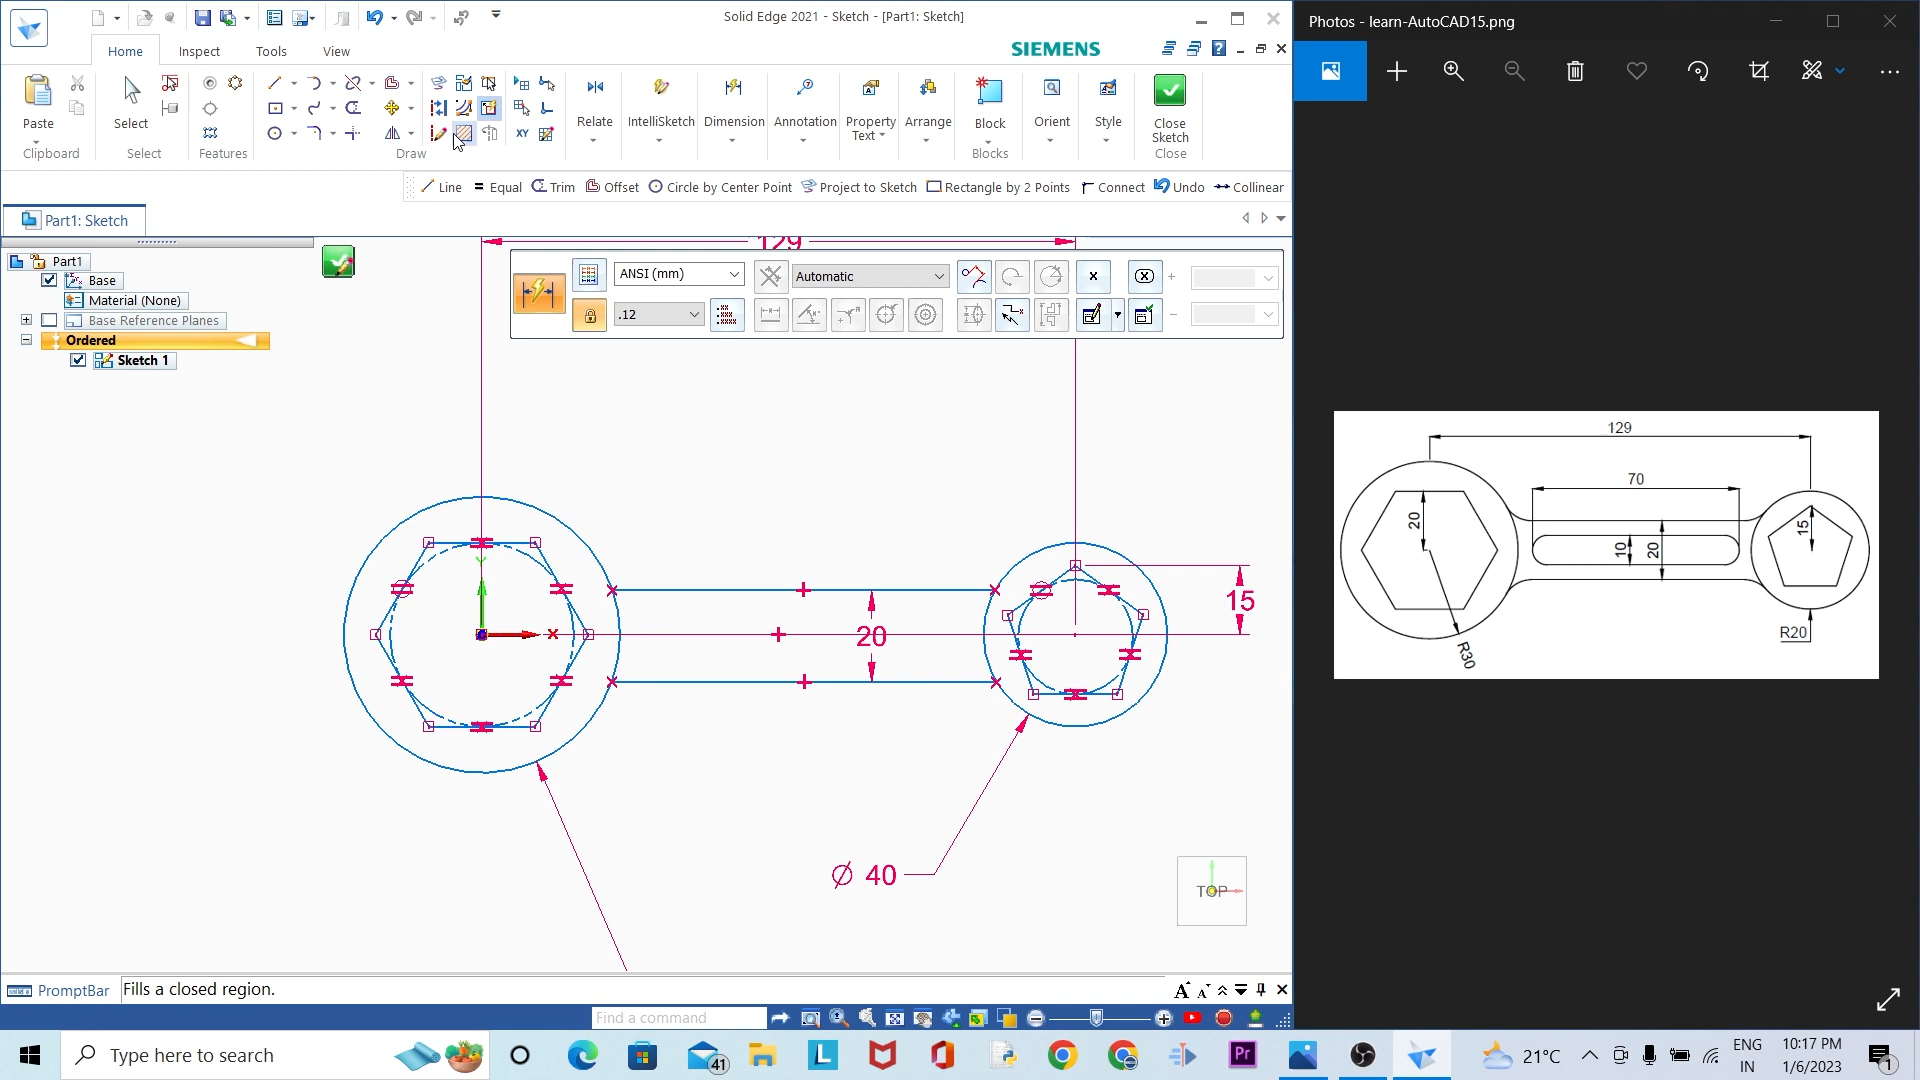 Solid Edge 2021 - Sketch - [Part1: Sketch]
Home Inspect Tools View
SIEMENS
Paste
Select
Relate
IntelliSketch
Dimension
Annotation
Property Text
Arrange
Block
Orient
Style
Close Sketch
Clipboard Select Features Draw Blocks Close
Line = Equal Trim Offset Circle by Center Point Project to Sketch Rectangle by 2 Points Connect Undo Collinear
Part1: Sketch
Part1
Base
Material (None)
Base Reference Planes
Ordered
Sketch 1
ANSI (mm)
Automatic
.12
129
20
15
Ø 40
Y
X
TOP
PromptBar Fills a closed region.
Find a command
Photos - learn-AutoCAD15.png
129
70
20
10
20
15
R20
R30
Type here to search
41
21°C
ENG
IN
10:17 PM
1/6/2023
1